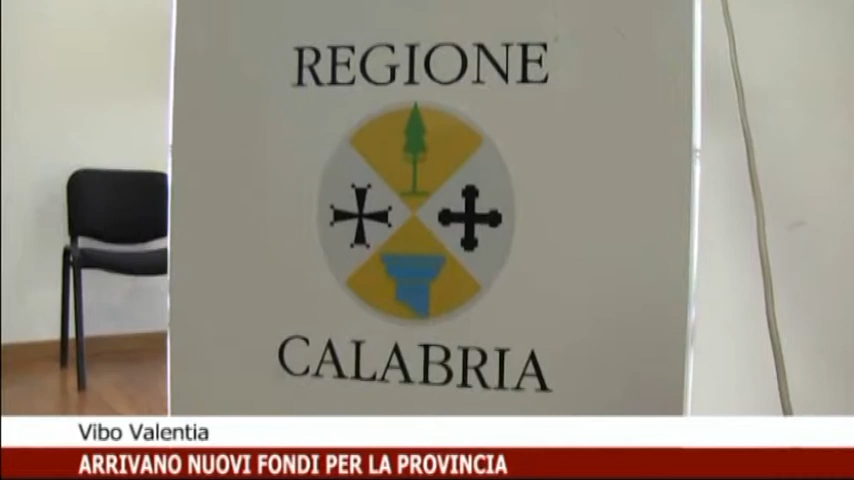 REGIONE
CALABRIA
Vibo Valentia
ARRIVANO NUOVI FONDI PER LA PROVINCIA